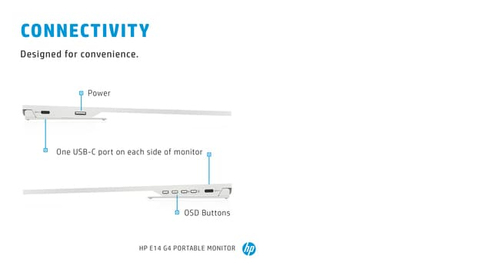 CONNECTIVITY
Designed for convenience.
Power
One USB-C port on each side of monitor
OSD Buttons
HP E14 G4 PORTABLE MONITOR
hp